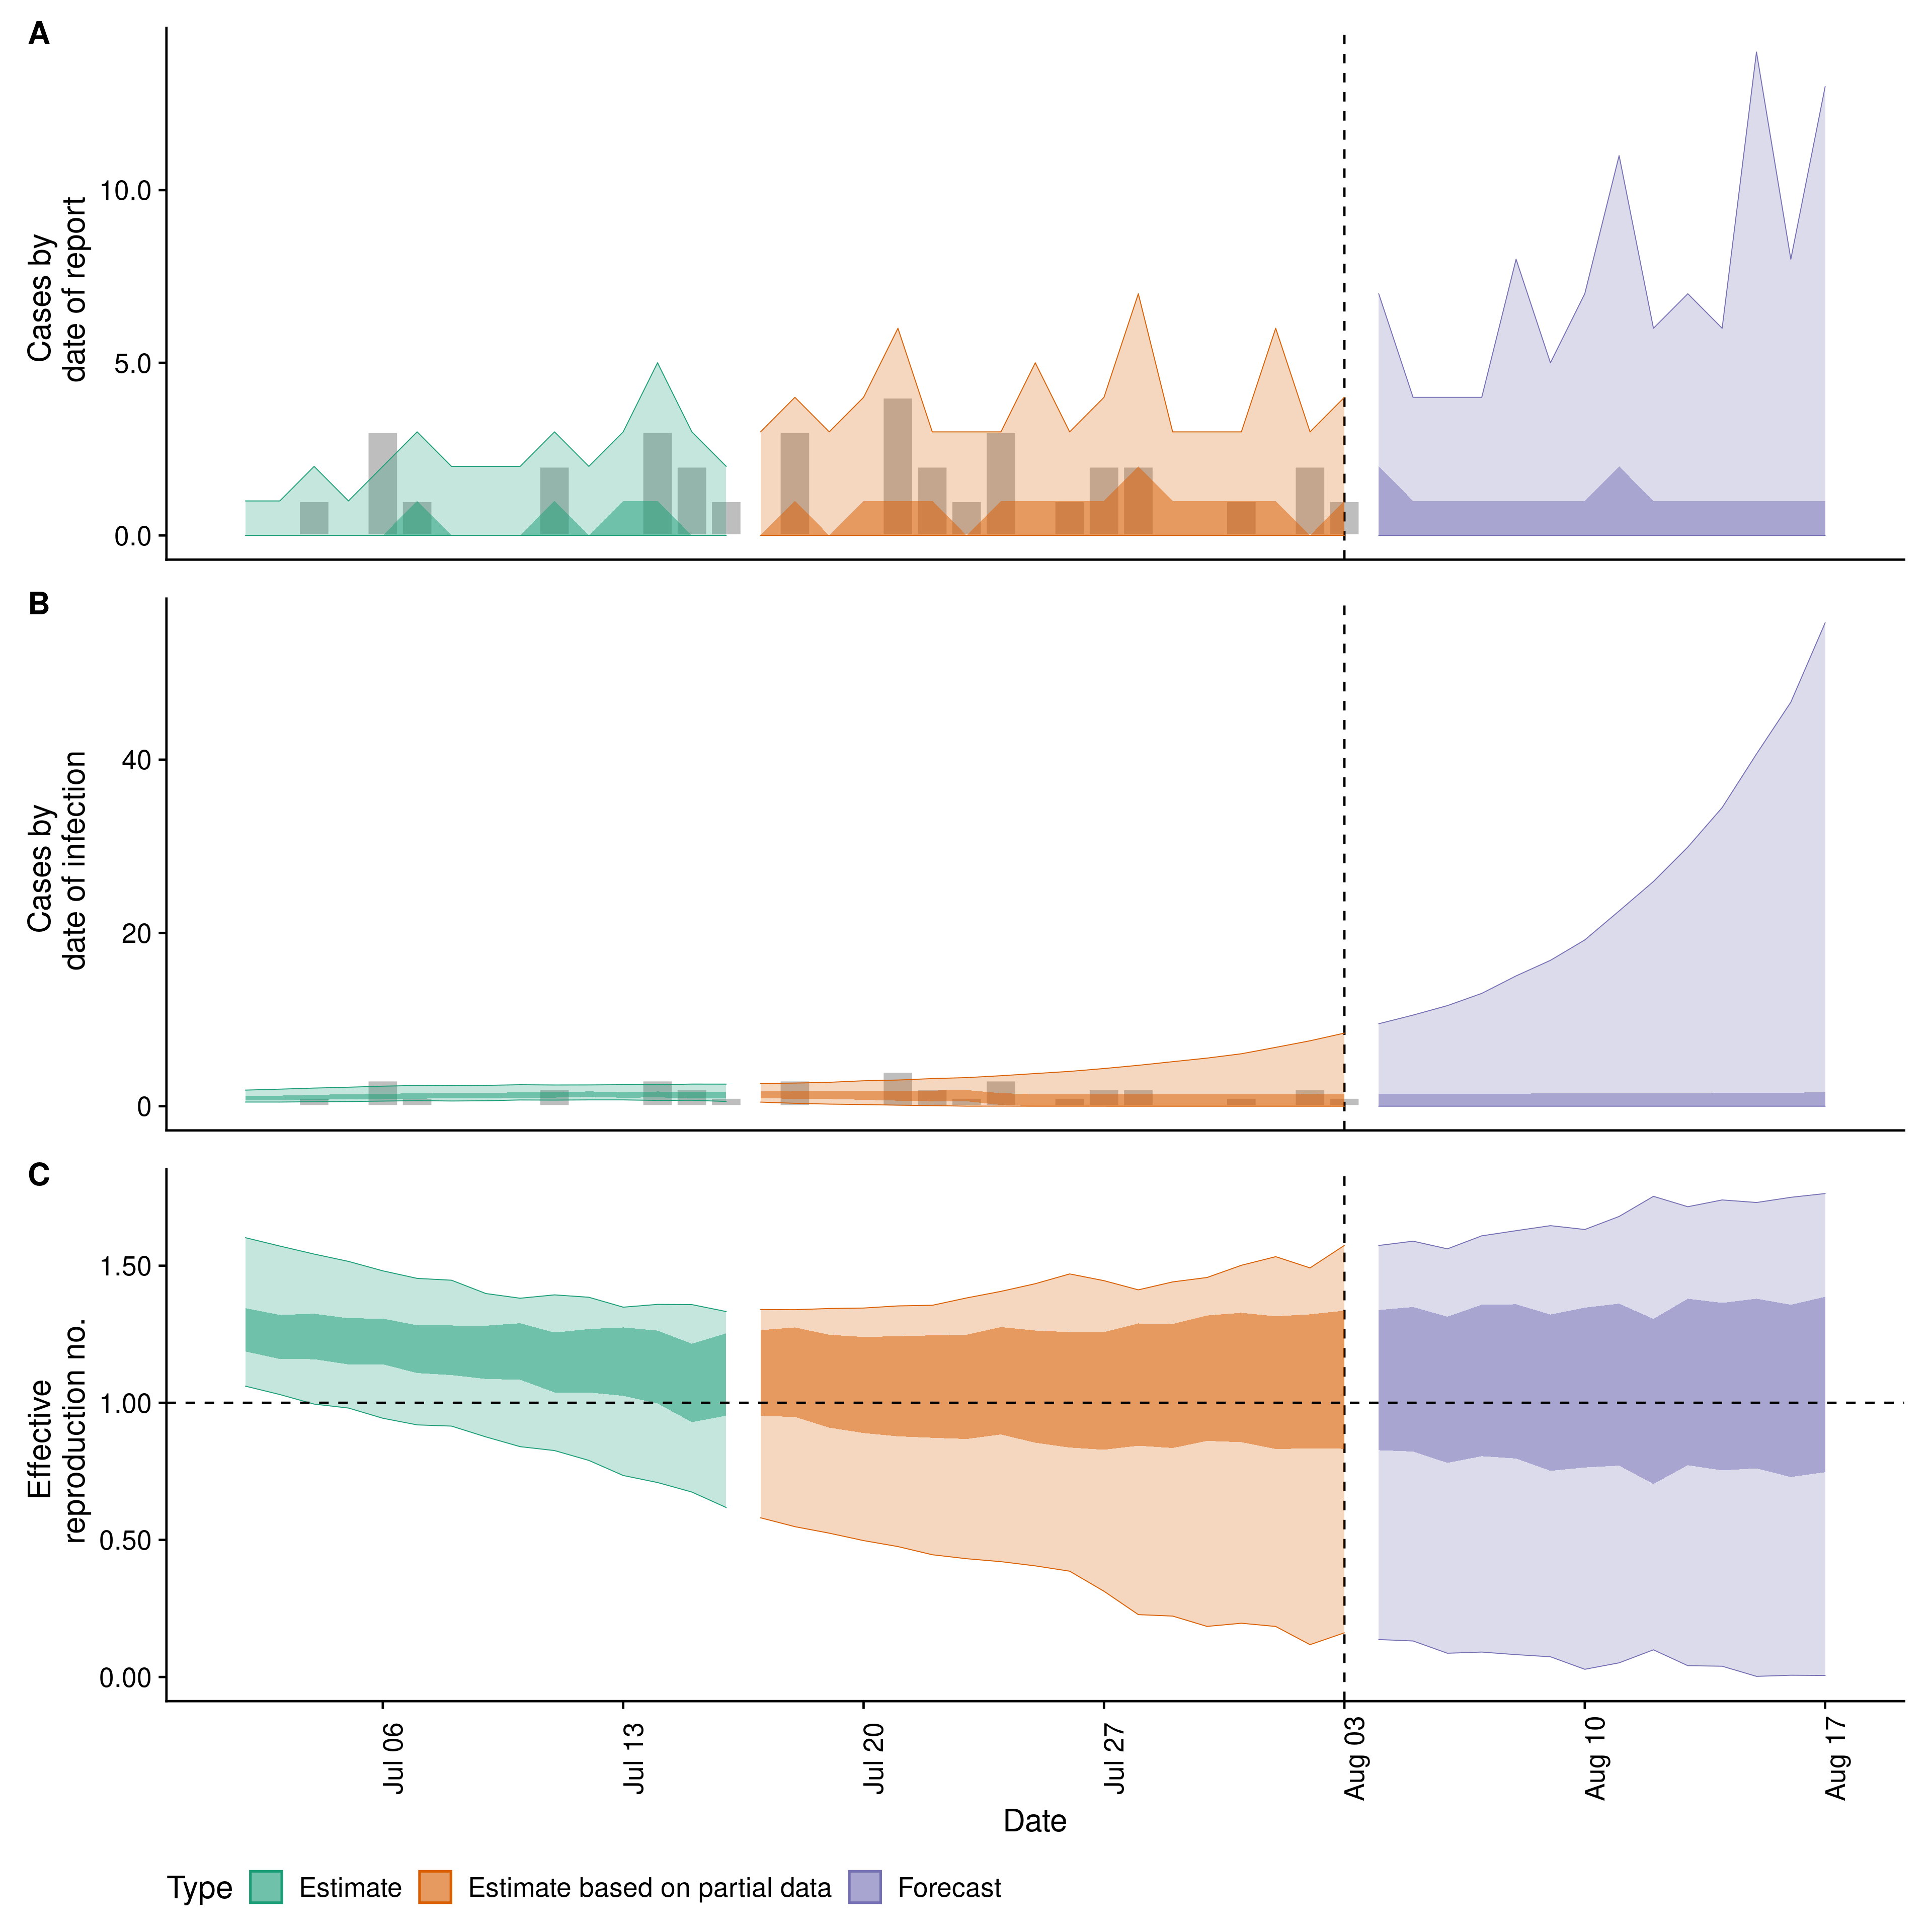 A
Cases by
date of report
10.0
5.0
0.0
B
Cases by
date of infection
40
20
0
C
Effective
reproduction no.
1.50
1.00
0.50
0.00
Jul 06
Jul 13
Jul 20
Jul 27
Aug 03
Aug 10
Aug 17
Date
Type
Estimate
Estimate based on partial data
Forecast